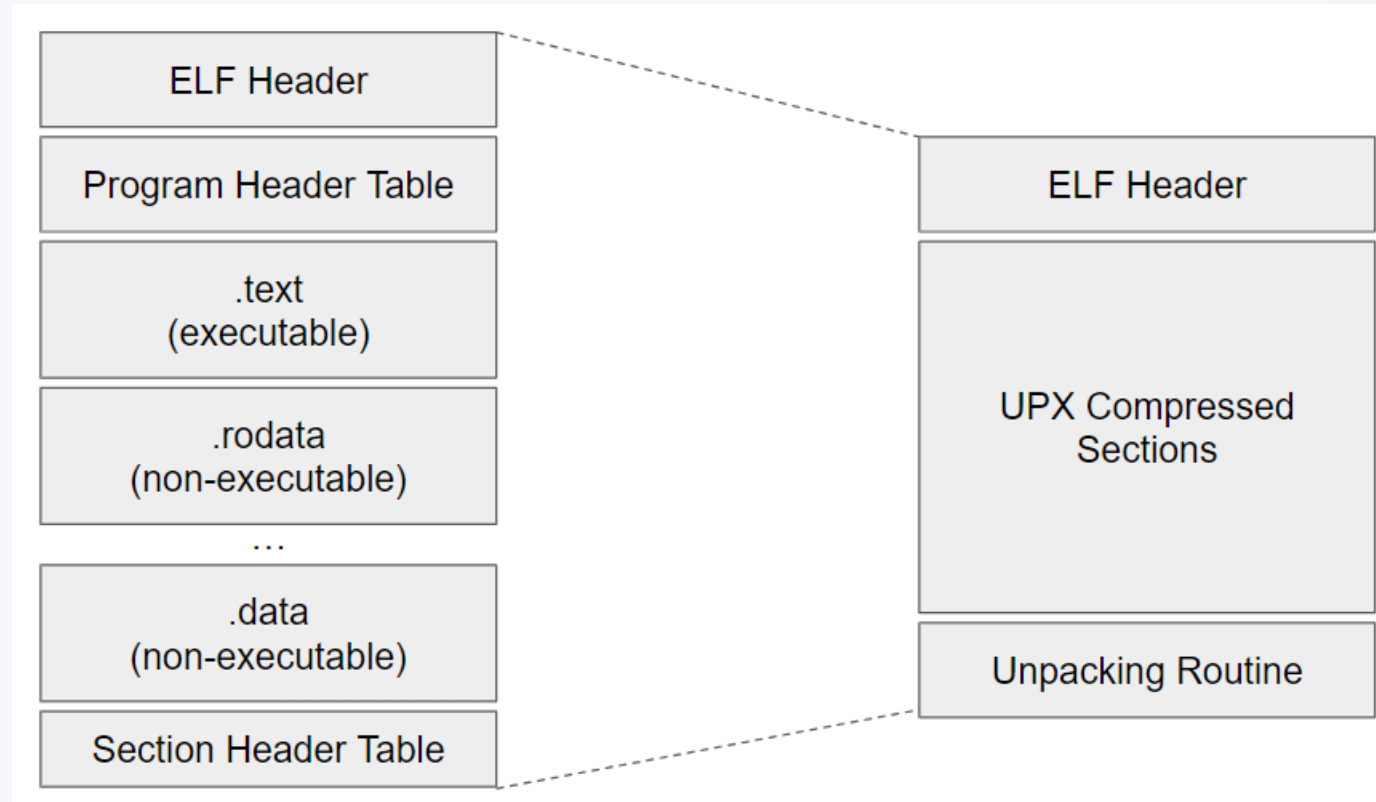 ELF Header
Program Header Table
.text
(executable)
.rodata
(non-executable)
...
.data
(non-executable)
Section Header Table
ELF Header
UPX Compressed
Sections
Unpacking Routine